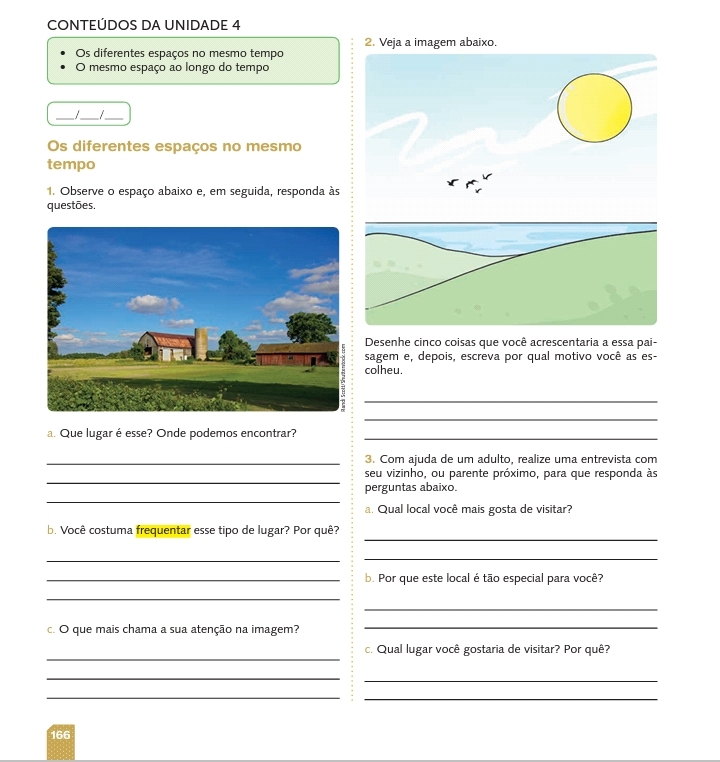 CONTEÚDOS DA UNIDADE 4
• Os diferentes espaços no mesmo tempo
• O mesmo espaço ao longo do tempo
___/___/___
Os diferentes espaços no mesmo
tempo
1. Observe o espaço abaixo e, em seguida, responda às
questões.
Randi Scott/Shutterstock.com
a. Que lugar é esse? Onde podemos encontrar?
b. Você costuma frequentar esse tipo de lugar? Por quê?
c. O que mais chama a sua atenção na imagem?
166
2. Veja a imagem abaixo.
Desenhe cinco coisas que você acrescentaria a essa pai-
sagem e, depois, escreva por qual motivo você as es-
colheu.
3. Com ajuda de um adulto, realize uma entrevista com
seu vizinho, ou parente próximo, para que responda às
perguntas abaixo.
a. Qual local você mais gosta de visitar?
b. Por que este local é tão especial para você?
c. Qual lugar você gostaria de visitar? Por quê?